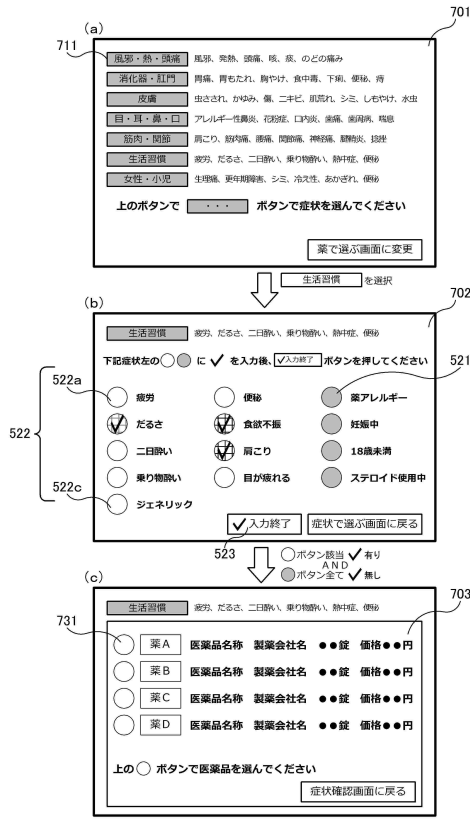 (a)
701
711
風邪・熱・頭痛 風邪、発熱、頭痛、咳、痰、のどの痛み
消化器・肛門 胃痛、胃もたれ、胸やけ、食中毒、下痢、便秘、痔
皮膚 虫さされ、かゆみ、傷、ニキビ、肌荒れ、シミ、しもやけ、水虫
目・耳・鼻・口 アレルギー性鼻炎、花粉症、口内炎、歯痛、歯周病、喘息
筋肉・関節 肩こり、筋肉痛、腰痛、関節痛、神経痛、腱鞘炎、捻挫
生活習慣 疲労、だるさ、二日酔い、乗り物酔い、熱中症、便秘
女性・小児 生理痛、更年期障害、シミ、冷え性、あかぎれ、便秘
上のボタンで ・・・ ボタンで症状を選んでください
薬で選ぶ画面に変更
生活習慣 を選択
(b)
702
生活習慣 疲労、だるさ、二日酔い、乗り物酔い、熱中症、便秘
下記症状左の に ✓ を入力後、 ✓入力終了 ボタンを押してください
521
522a
522
疲労 便秘 薬アレルギー
だるさ 食欲不振 妊娠中
二日酔い 肩こり 18歳未満
乗り物酔い 目が疲れる ステロイド使用中
522c
ジェネリック
✓入力終了 症状で選ぶ画面に戻る
523
○ボタン該当 ✓ 有り
AND
ボタン全て ✓ 無し
(c)
703
生活習慣 疲労、だるさ、二日酔い、乗り物酔い、熱中症、便秘
731
薬A 医薬品名称 製薬会社名 ●●錠 価格●●円
薬B 医薬品名称 製薬会社名 ●●錠 価格●●円
薬C 医薬品名称 製薬会社名 ●●錠 価格●●円
薬D 医薬品名称 製薬会社名 ●●錠 価格●●円
上の○ ボタンで医薬品を選んでください
症状確認画面に戻る